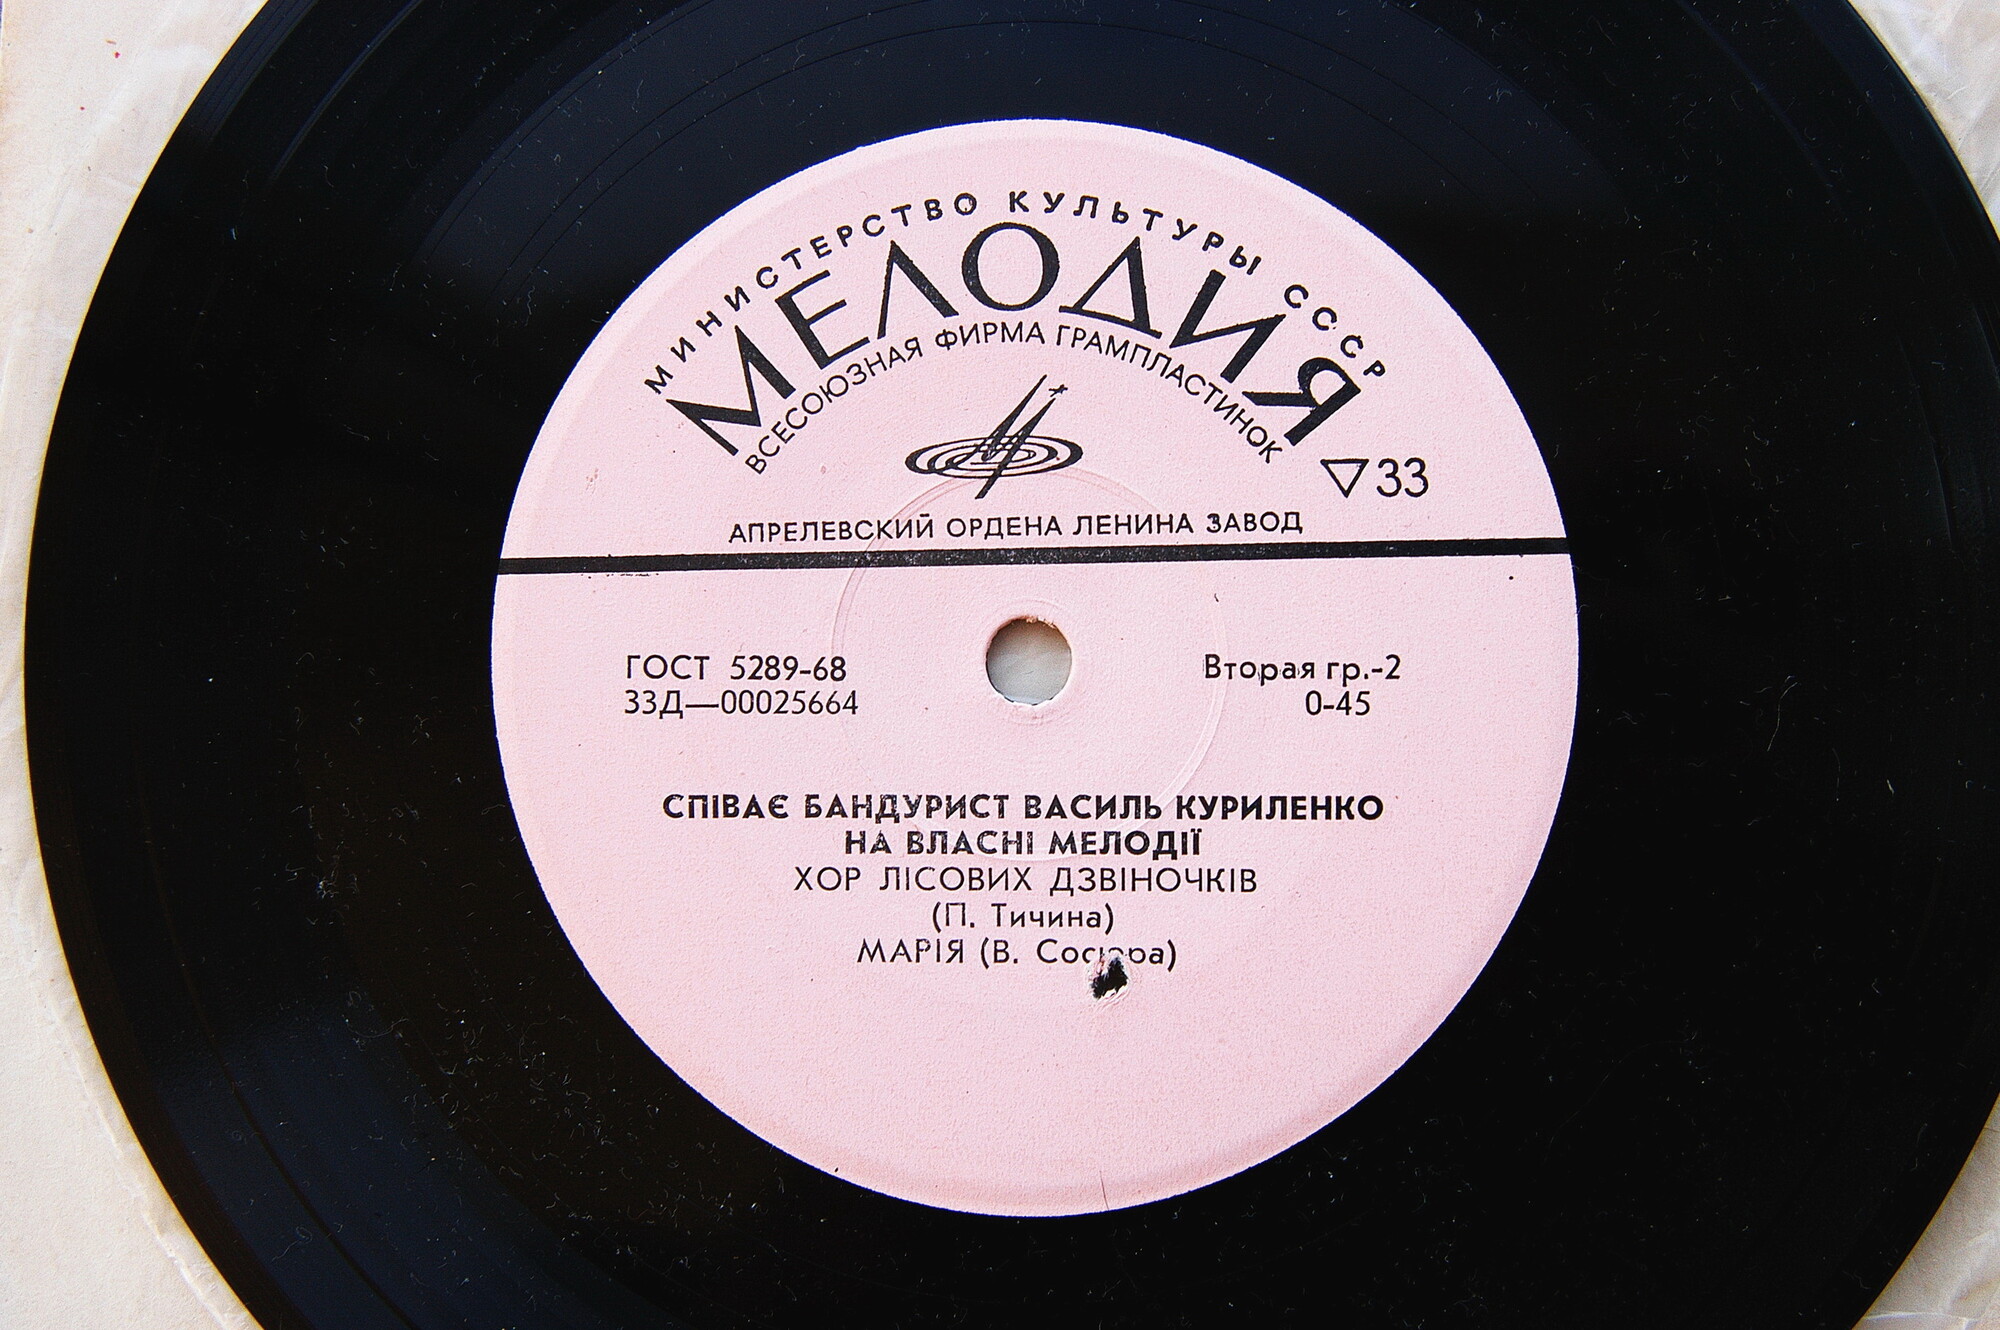 МИНИСТЕРСТВО КУЛЬТУРЫ СССР
МЕЛОДИЯ
ВСЕСОЮЗНАЯ ФИРМА ГРАМПЛАСТИНОК
▽33
АПРЕЛЕВСКИЙ ОРДЕНА ЛЕНИНА ЗАВОД
ГОСТ 5289-68
Вторая гр.-2
33Д—00025664
0-45
СПІВАЄ БАНДУРИСТ ВАСИЛЬ КУРИЛЕНКО
НА ВЛАСНІ МЕЛОДІЇ
ХОР ЛІСОВИХ ДЗВІНОЧКІВ
(П. Тичина)
МАРІЯ (В. Сосюра)